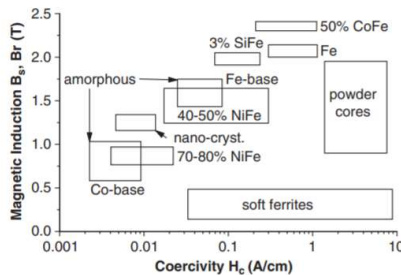 2.5
2.0
1.5
1.0
0.5
0.0
Magnetic Induction Bs, Br (T)
50% CoFe
3% SiFe
Fe
amorphous
Fe-base
powder
cores
40-50% NiFe
nano-cryst.
70-80% NiFe
Co-base
soft ferrites
0.001 0.01 0.1 1 10
Coercivity Hc (A/cm)